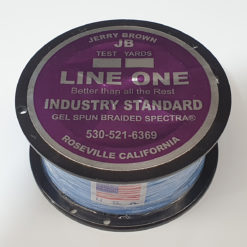 JERRY BROWN
JB
TEST YARDS
LINE ONE
Better than all the Rest
INDUSTRY STANDARD
GEL SPUN BRAIDED SPECTRA®
530-521-6369
ROSEVILLE CALIFORNIA